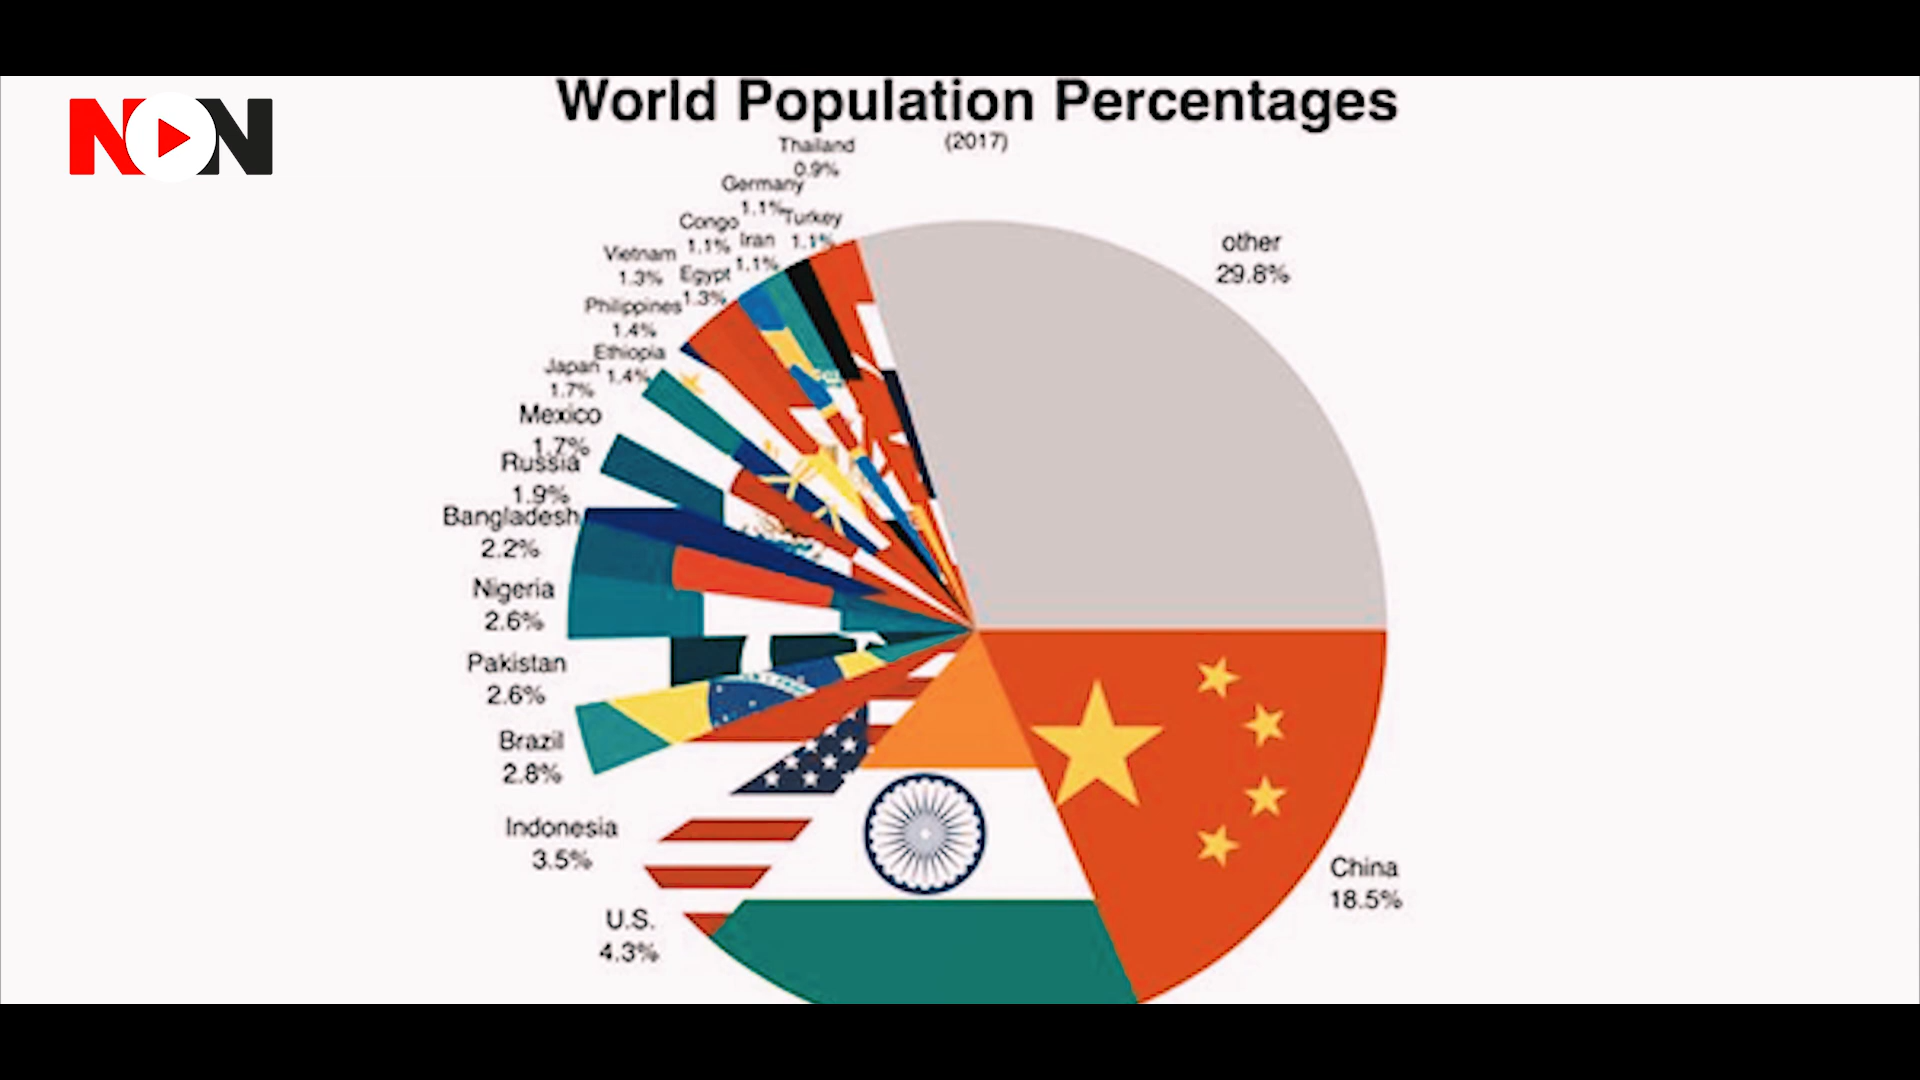 NON
World Population Percentages
(2017)
Thailand
0.9%
Germany
1.1%
Turkey
1.1%
Congo
1.1%
Iran
1.1%
Vietnam
1.3%
Egypt
1.3%
Philippines
1.4%
Ethiopia
1.4%
Japan
1.7%
Mexico
1.7%
Russia
1.9%
Bangladesh
2.2%
Nigeria
2.6%
Pakistan
2.6%
Brazil
2.8%
Indonesia
3.5%
U.S.
4.3%
other
29.8%
China
18.5%